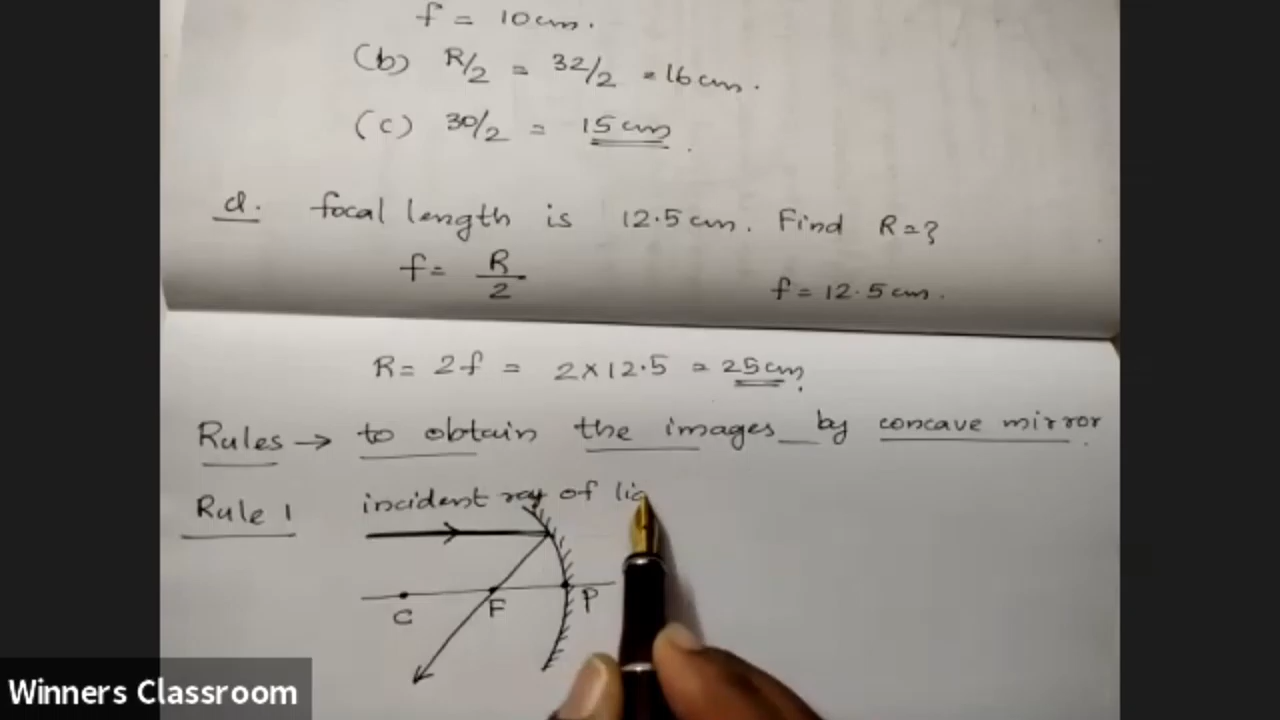 f = 10cm.
(b) R/2 = 32/2 = 16cm.
(c) 30/2 = 15cm.
d. focal length is 12.5cm. Find R=?
f = R/2 f = 12.5cm.
R = 2f = 2×12.5 = 25cm.
Rules → to obtain the images by concave mirror
Rule 1 incident ray of lig
C F P
Winners Classroom